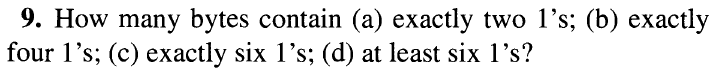 9. How many bytes contain (a) exactly two 1's; (b) exactly
four 1's; (c) exactly six 1's; (d) at least six 1's?